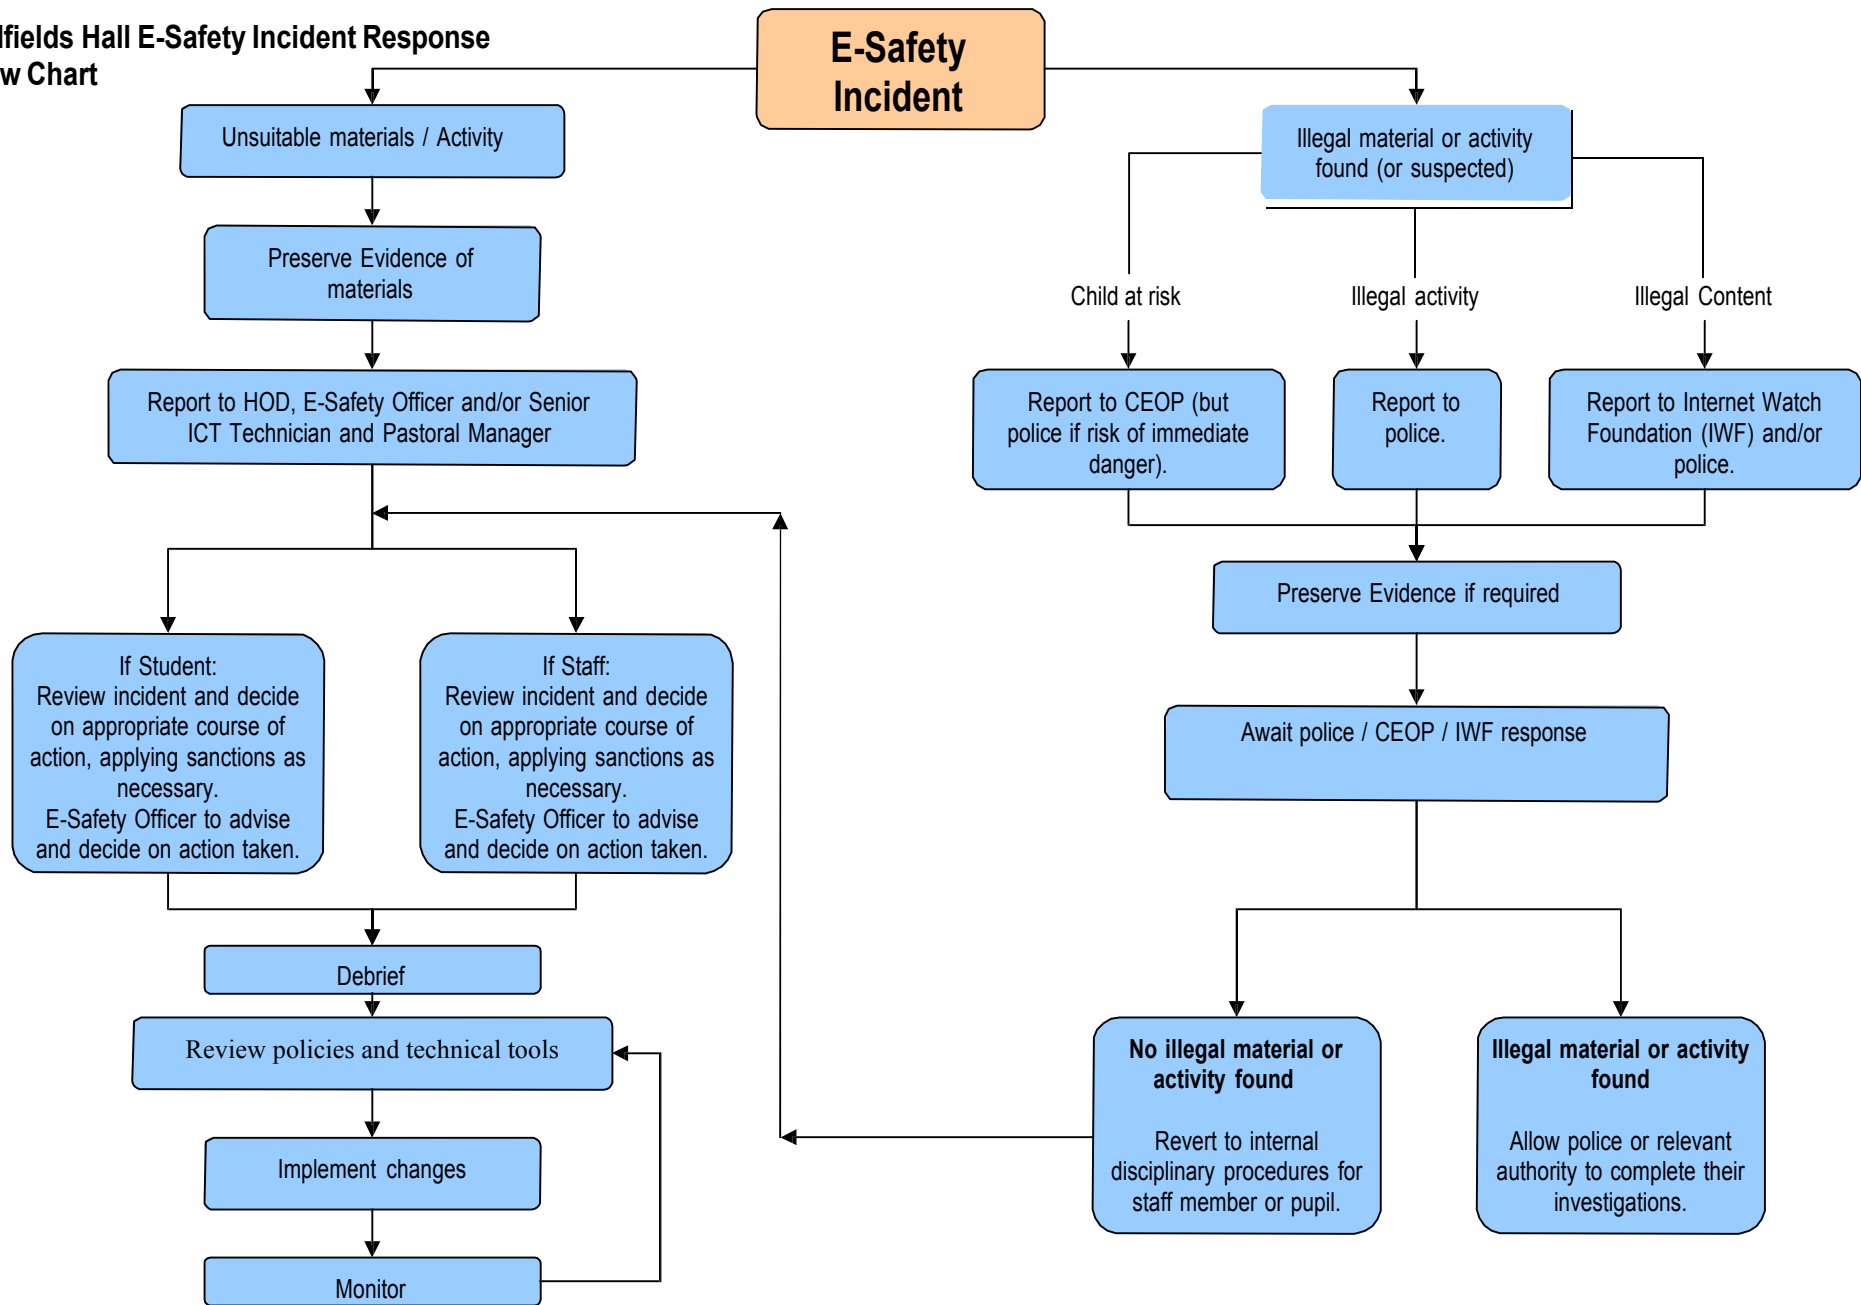 lfields Hall E-Safety Incident Response
w Chart
E-Safety
Incident
Unsuitable materials / Activity
Illegal material or activity
found (or suspected)
Preserve Evidence of
materials
Child at risk
Illegal activity
Illegal Content
Report to HOD, E-Safety Officer and/or Senior
ICT Technician and Pastoral Manager
Report to CEOP (but
police if risk of immediate
danger).
Report to
police.
Report to Internet Watch
Foundation (IWF) and/or
police.
Preserve Evidence if required
If Student:
Review incident and decide
on appropriate course of
action, applying sanctions as
necessary.
E-Safety Officer to advise
and decide on action taken.
If Staff:
Review incident and decide
on appropriate course of
action, applying sanctions as
necessary.
E-Safety Officer to advise
and decide on action taken.
Await police / CEOP / IWF response
Debrief
Review policies and technical tools
Implement changes
Monitor
No illegal material or
activity found
Revert to internal
disciplinary procedures for
staff member or pupil.
Illegal material or activity
found
Allow police or relevant
authority to complete their
investigations.